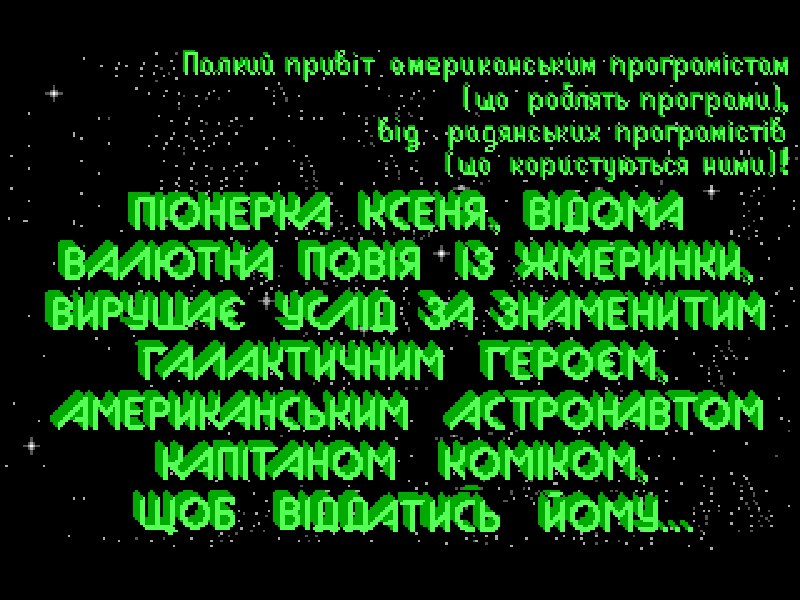 Палкий привіт американським програмістам
(що роблять програми),
від радянських програмістів
(що користуються ними)!
ПІОНЕРКА КСЕНЯ, ВІДОМА
ВАЛЮТНА ПОВІЯ ІЗ ЖМЕРИНКИ,
ВИРУШАЄ УСЛІД ЗА ЗНАМЕНИТИМ
ГАЛАКТИЧНИМ ГЕРОЄМ,
АМЕРИКАНСЬКИМ АСТРОНАВТОМ
КАПІТАНОМ КОМІКОМ,
ЩОБ ВІДДАТИСЬ ЙОМУ...